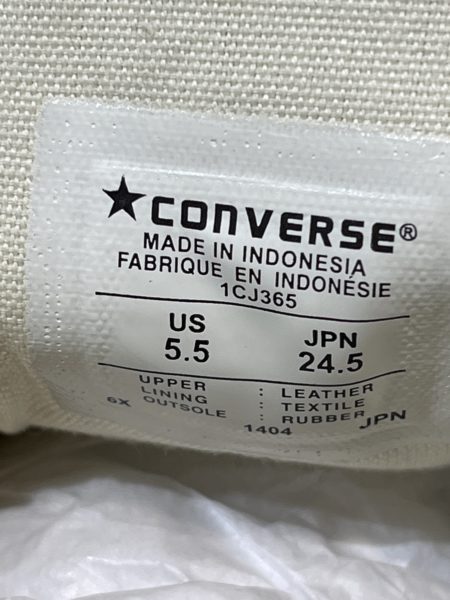 ★CONVERSE®
MADE IN INDONESIA
FABRIQUE EN INDONÉSIE
1CJ365
US JPN
5.5 24.5
UPPER : LEATHER
LINING : TEXTILE
OUTSOLE : RUBBER
6X 1404 JPN